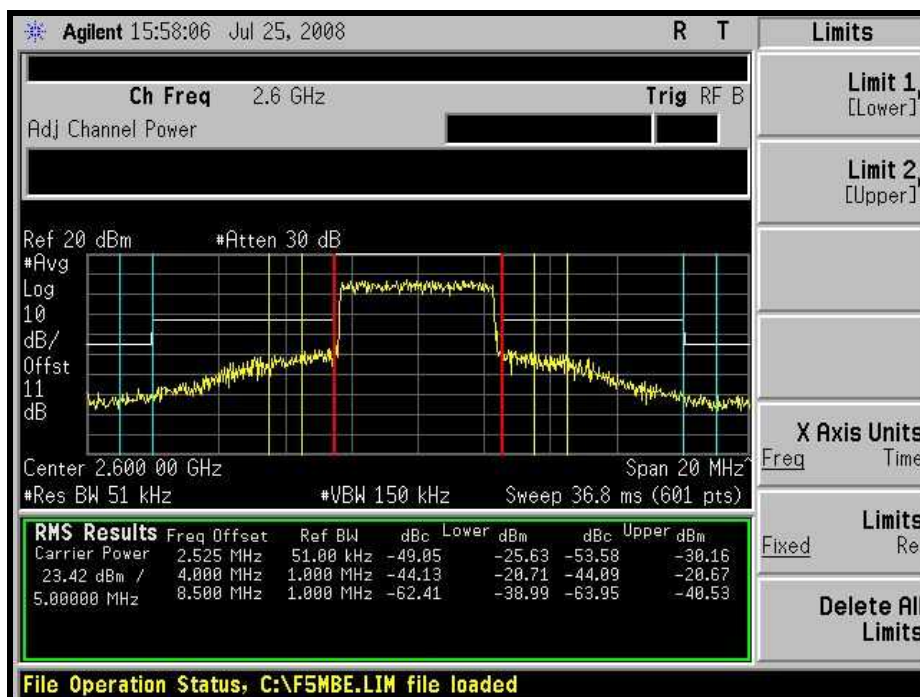 Agilent 15:58:06 Jul 25, 2008 R T
Limits
Ch Freq 2.6 GHz Trig RF B
Adj Channel Power
Limit 1
[Lower]
Limit 2
[Upper]
Ref 20 dBm #Atten 30 dB
#Avg
Log
10
dB/
Offst
11
dB
Center 2.600 00 GHz Span 20 MHz^
#Res BW 51 kHz #VBW 150 kHz Sweep 36.8 ms (601 pts)
X Axis Units
Freq Time
RMS Results Freq Offset Ref BW dBc Lower dBm dBc Upper dBm
Carrier Power 2.525 MHz 51.00 kHz -49.05 -25.63 -53.58 -30.16
23.42 dBm / 4.000 MHz 1.000 MHz -44.13 -20.71 -44.09 -20.67
5.00000 MHz 8.500 MHz 1.000 MHz -62.41 -38.99 -63.95 -40.53
Limits
Fixed Re
Delete All
Limits
File Operation Status, C:\F5MBE.LIM file loaded